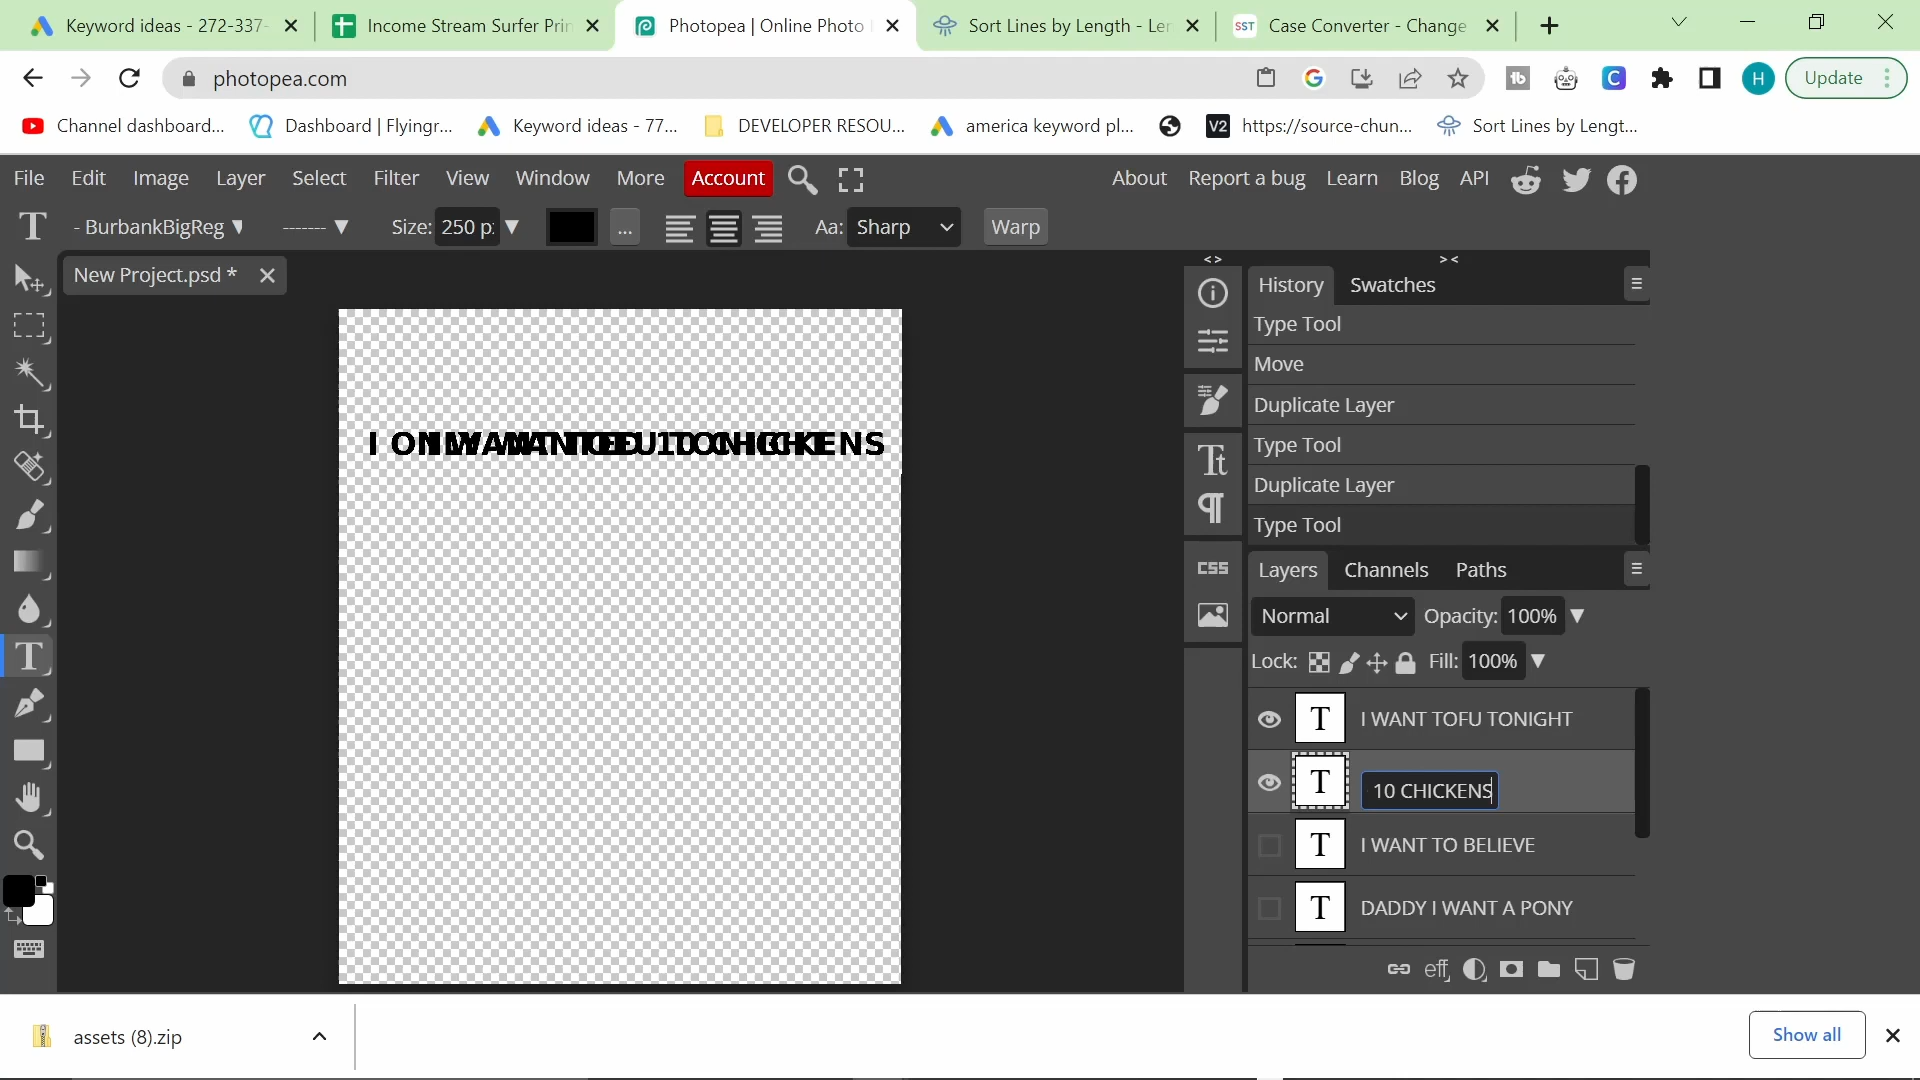 Keyword ideas - 272-337-
Income Stream Surfer Prin
Photopea | Online Photo
Sort Lines by Length - Ler
SST Case Converter - Change
photopea.com
Update
Channel dashboard...
Dashboard | Flyingr...
Keyword ideas - 77...
DEVELOPER RESOU...
america keyword pl...
V2 https://source-chun...
Sort Lines by Lengt...
File Edit Image Layer Select Filter View Window More Account
About Report a bug Learn Blog API
T - BurbankBigReg ------- Size: 250 p: ... Aa: Sharp Warp
New Project.psd *
< > > <
History Swatches
Type Tool
Move
Duplicate Layer
Type Tool
Duplicate Layer
Type Tool
CSS
Layers Channels Paths
Normal Opacity: 100%
Lock: Fill: 100%
T I WANT TOFU TONIGHT
T 10 CHICKENS
T I WANT TO BELIEVE
T DADDY I WANT A PONY
eff
assets (8).zip
Show all